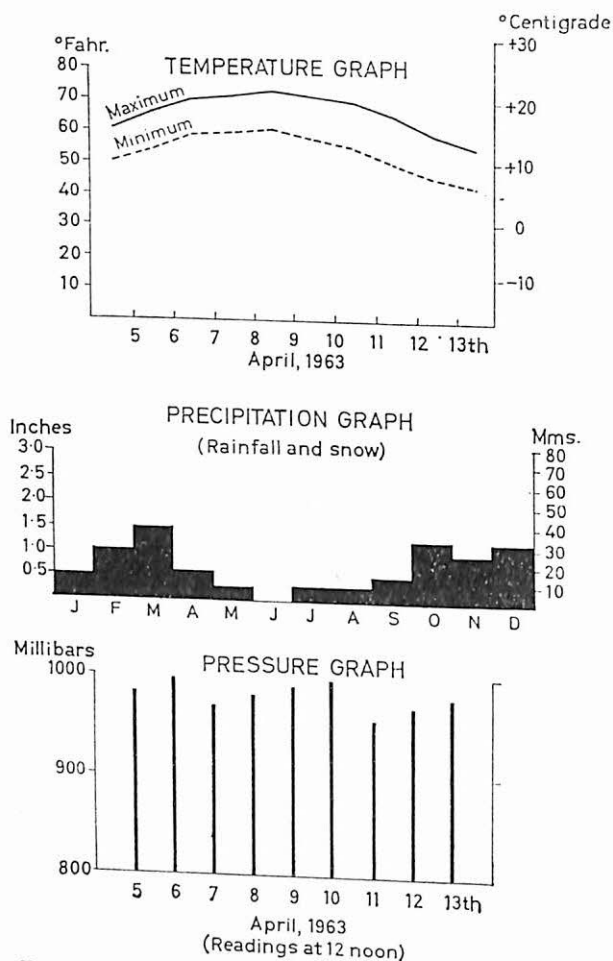 °Fahr.
°Centigrade
TEMPERATURE GRAPH
80
70
60
50
40
30
20
10
Maximum
Minimum
+30
+20
+10
0
-10
5 6 7 8 9 10 11 12 13th
April, 1963
PRECIPITATION GRAPH
(Rainfall and snow)
Inches
3·0
2·5
2·0
1·5
1·0
0·5
Mms.
80
70
60
50
40
30
20
10
J F M A M J J A S O N D
PRESSURE GRAPH
Millibars
1000
900
800
5 6 7 8 9 10 11 12 13th
April, 1963
(Readings at 12 noon)